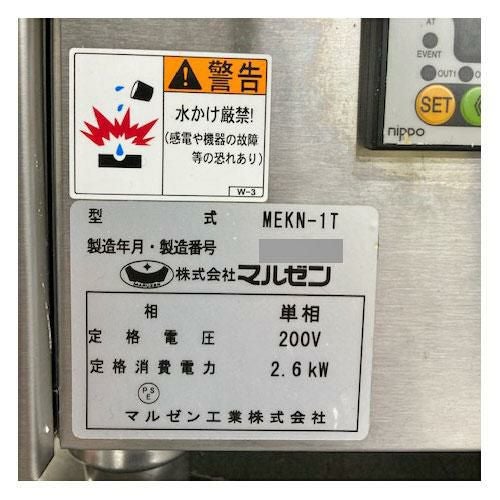 警告
水かけ厳禁!
(感電や機器の故障
等の恐れあり)
W-3
AT
EVENT
OUT1
SET
nippo
型式 MEKN-1T
製造年月・製造番号
MARUZEN 株式会社マルゼン
相 単相
定格電圧 200V
定格消費電力 2.6kW
PSE
マルゼン工業株式会社